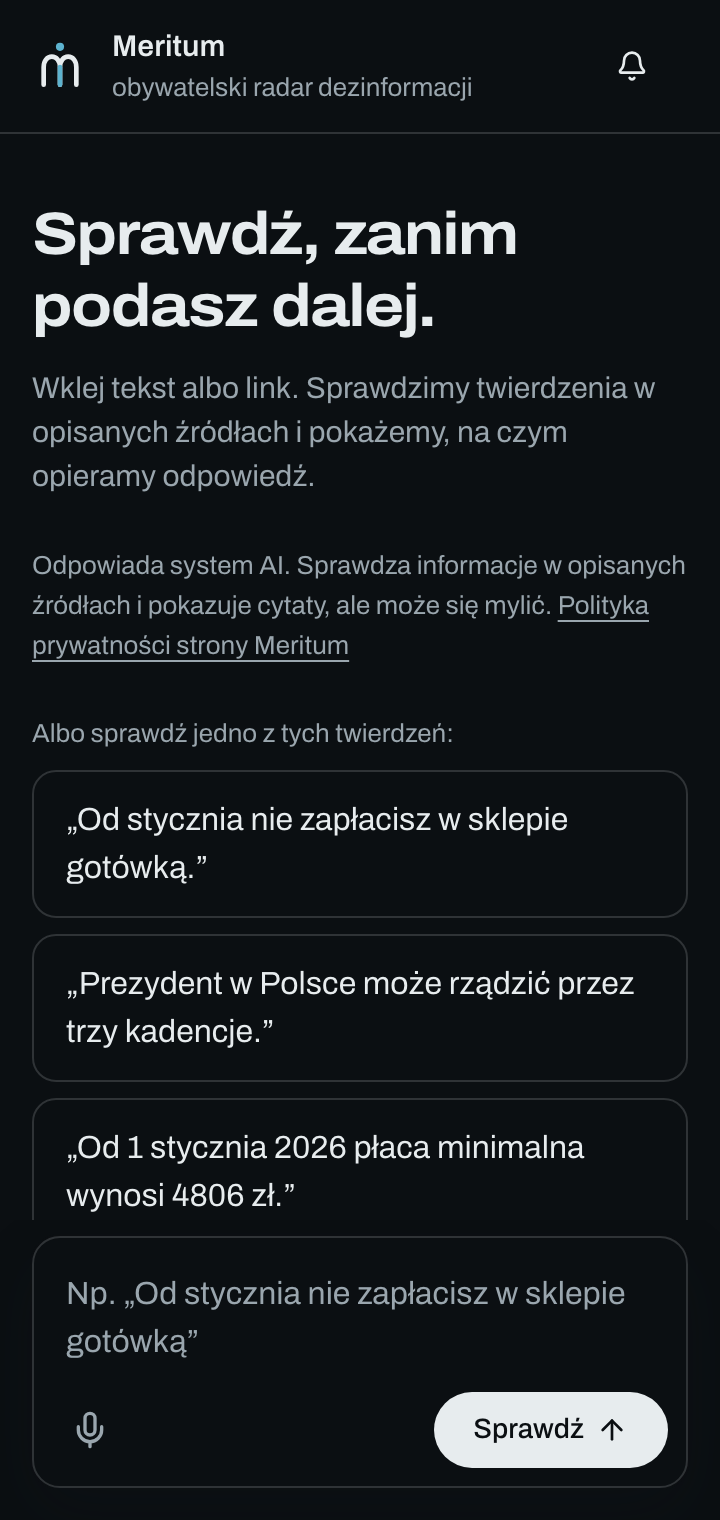 Meritum
obywatelski radar dezinformacji
Sprawdź, zanim
podasz dalej.
Wklej tekst albo link. Sprawdzimy twierdzenia w
opisanych źródłach i pokażemy, na czym
opieramy odpowiedź.
Odpowiada system AI. Sprawdza informacje w opisanych
źródłach i pokazuje cytaty, ale może się mylić. Polityka
prywatności strony Meritum
Albo sprawdź jedno z tych twierdzeń:
„Od stycznia nie zapłacisz w sklepie
gotówką.”
„Prezydent w Polsce może rządzić przez
trzy kadencje.”
„Od 1 stycznia 2026 płaca minimalna
wynosi 4806 zł.”
Np. „Od stycznia nie zapłacisz w sklepie
gotówką”
Sprawdź